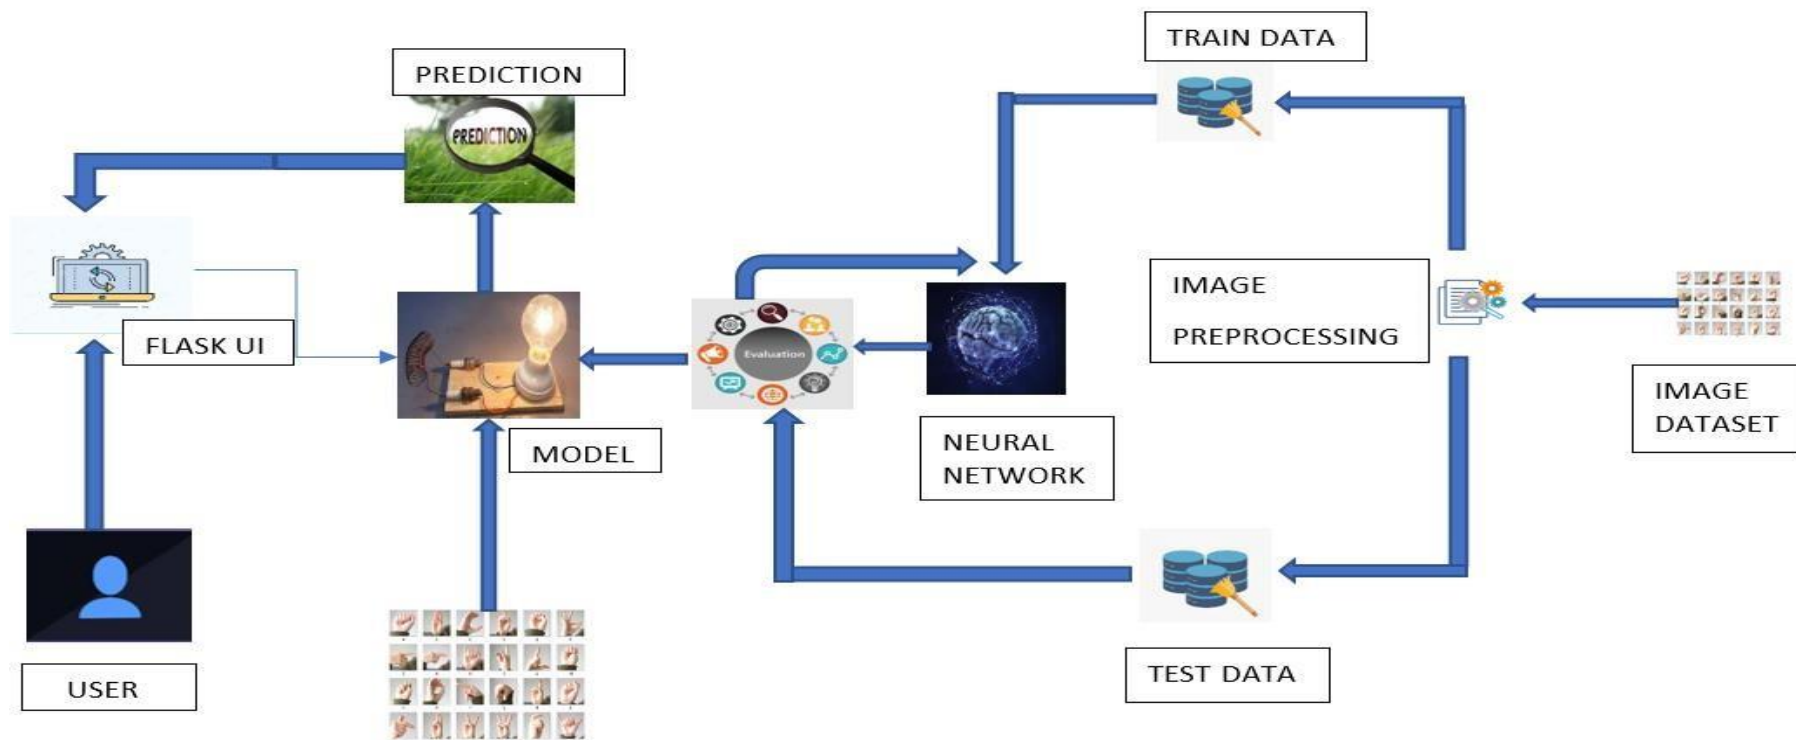 TRAIN DATA
PREDICTION
PREDICTION
IMAGE
PREPROCESSING
FLASK UI
Evaluation
IMAGE
DATASET
MODEL
NEURAL
NETWORK
TEST DATA
USER